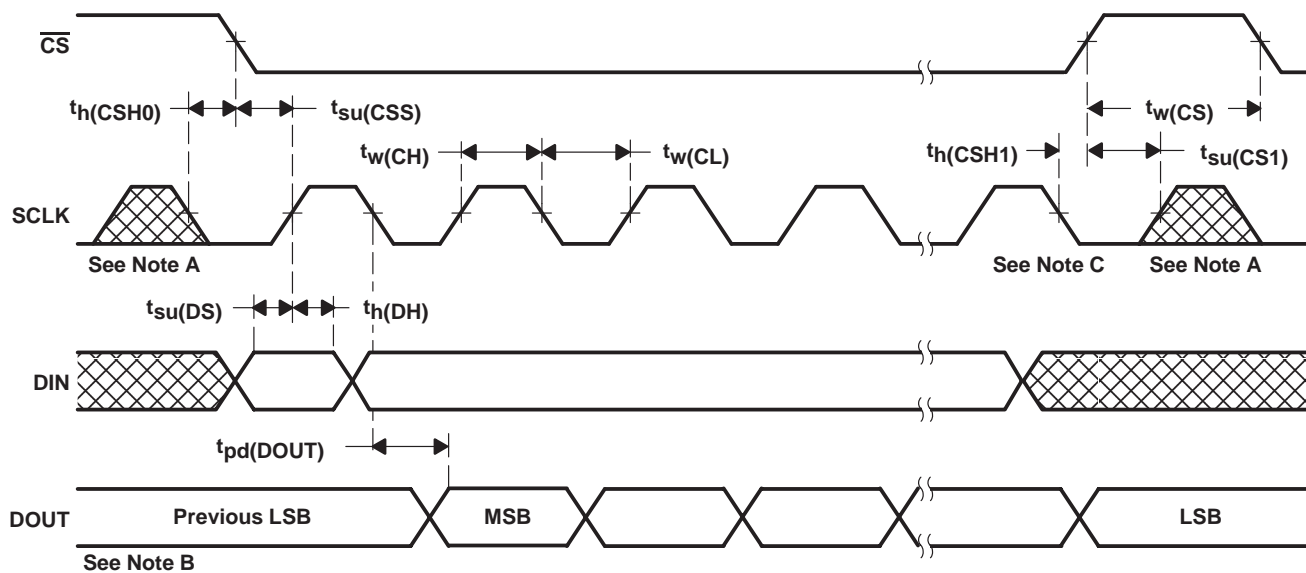 CS
th(CSH0)
tsu(CSS)
tw(CS)
tw(CH)
tw(CL)
th(CSH1)
tsu(CS1)
SCLK
See Note A
See Note C
See Note A
tsu(DS)
th(DH)
DIN
tpd(DOUT)
DOUT
Previous LSB
MSB
LSB
See Note B